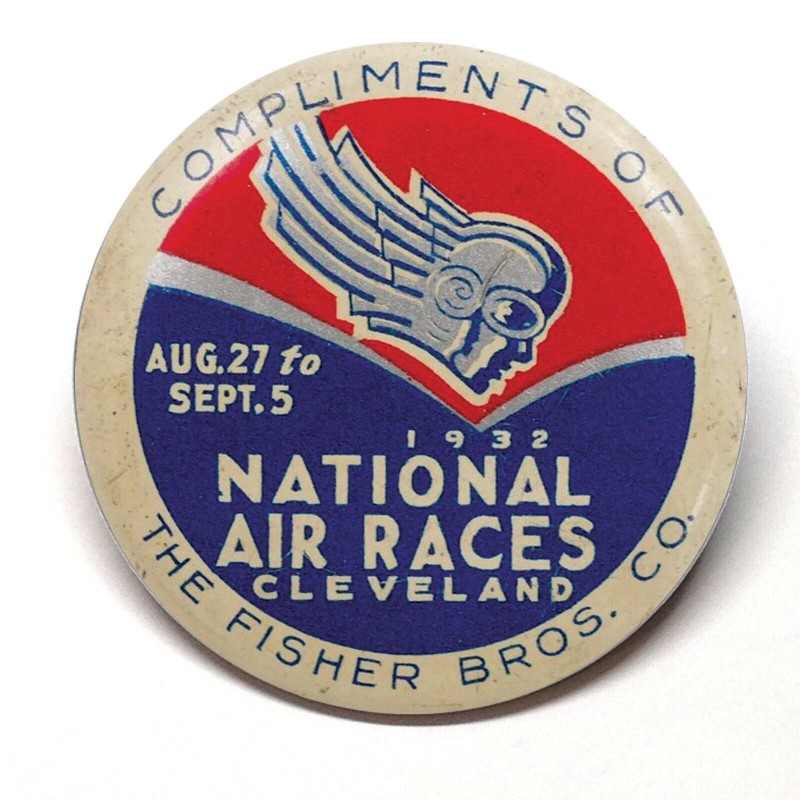 COMPLIMENTS OF
AUG. 27 to
SEPT. 5
1932
NATIONAL
AIR RACES
CLEVELAND
THE FISHER BROS. CO.